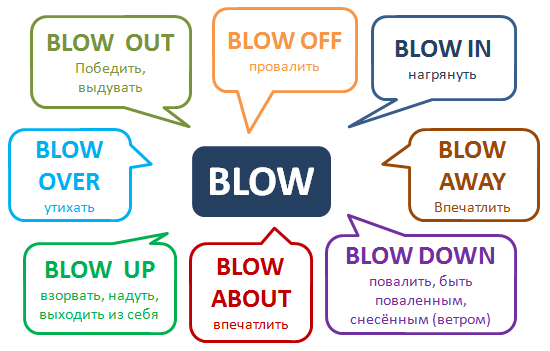 BLOW OUT
Победить,
выдувать
BLOW OFF
провалить
BLOW IN
нагрянуть
BLOW
OVER
утихать
BLOW
BLOW
AWAY
Впечатлить
BLOW UP
взорвать, надуть,
выходить из себя
BLOW
ABOUT
впечатлить
BLOW DOWN
повалить, быть
поваленным,
снесённым (ветром)